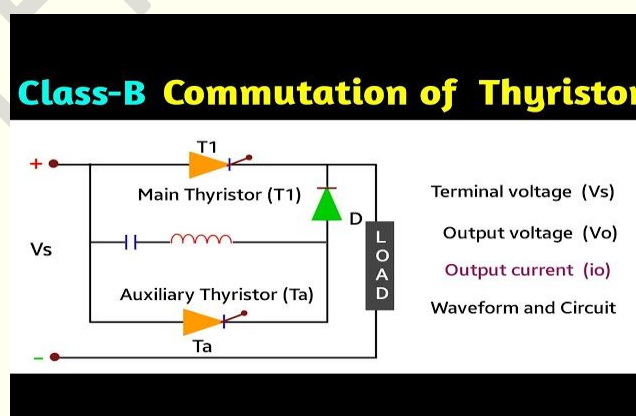 Class-B Commutation of Thyristor
T1
+
Main Thyristor (T1)
D
Terminal voltage (Vs)
Output voltage (Vo)
Vs
LOAD
Output current (io)
Auxiliary Thyristor (Ta)
Waveform and Circuit
Ta
-